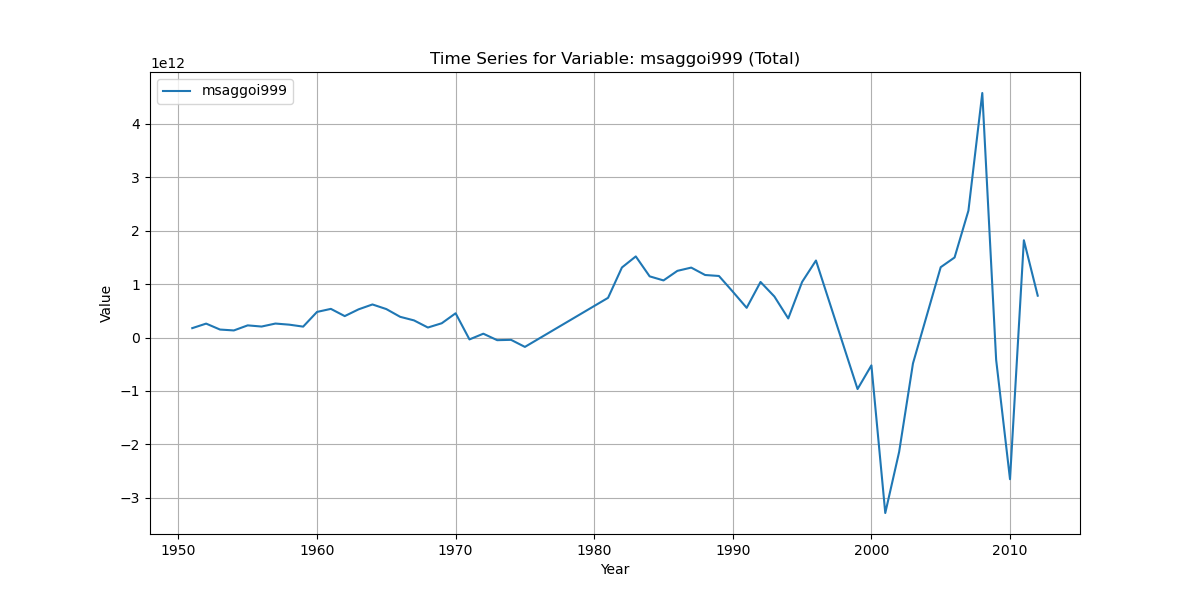 Time Series for Variable: msaggoi999 (Total)
1e12
msaggoi999
4
3
2
1
0
−1
−2
−3
Value
1950 1960 1970 1980 1990 2000 2010
Year